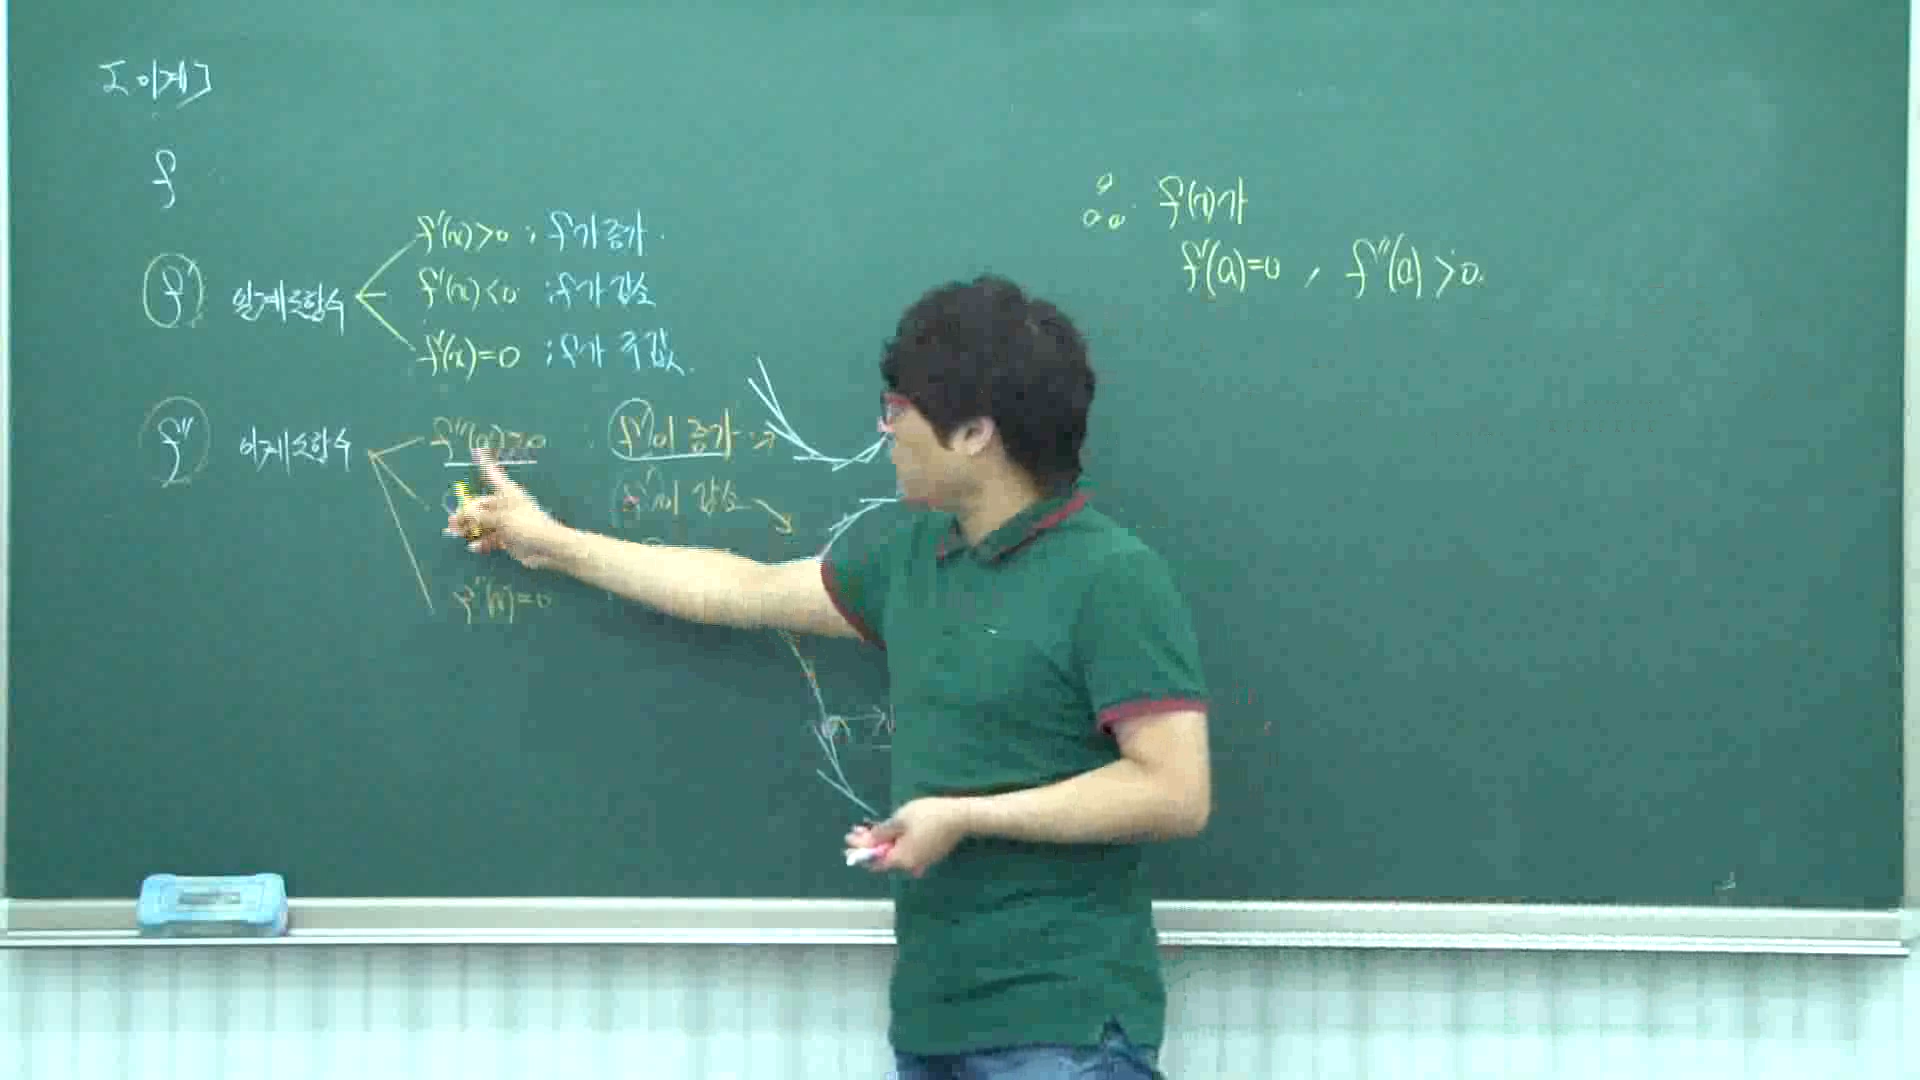 I 이계
f
f' 일계도함수
f'(x)>0 ; f가 증가.
f'(x)<0 ; f가 감소
f'(x)=0 ; f가 극값.
f'' 이계도함수
f''(x)>0 : f'이 증가
f'이 감소
f''(x)=0
∴ f(x)가
f'(a)=0 , f''(a)>0.